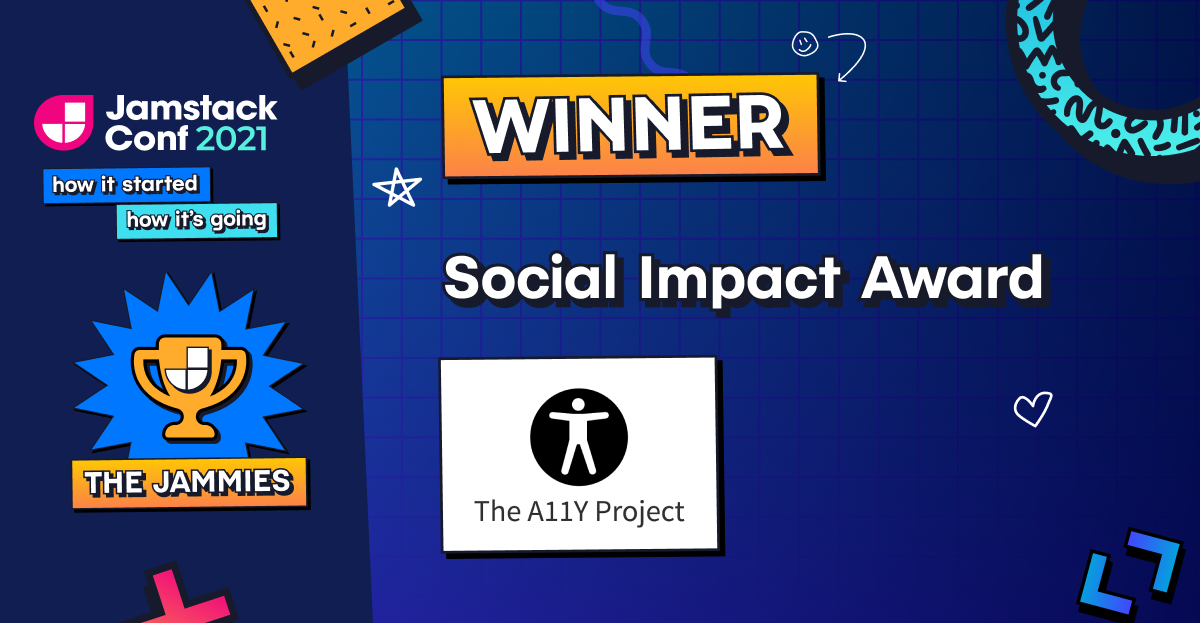 Jamstack
Conf 2021
how it started
how it's going
THE JAMMIES
WINNER
Social Impact Award
The A11Y Project